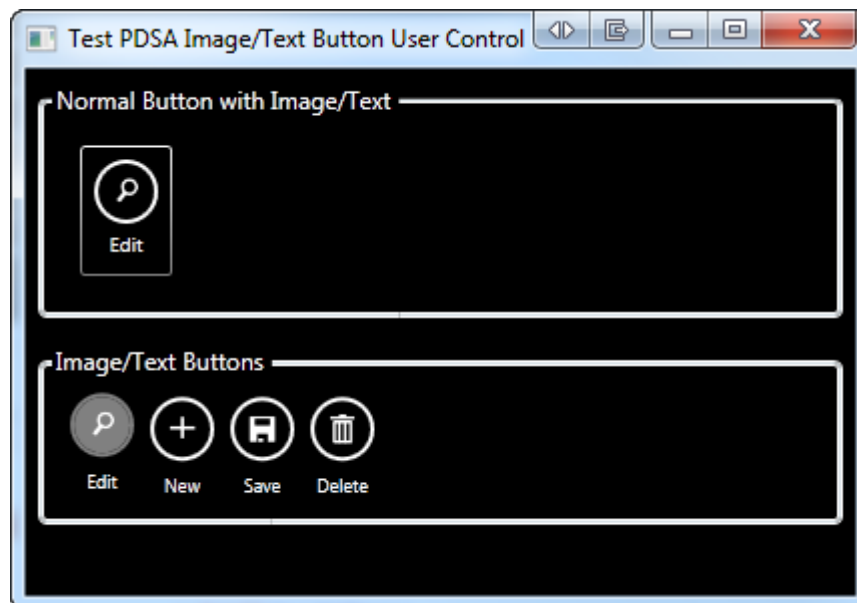 Test PDSA Image/Text Button User Control
Normal Button with Image/Text
Edit
Image/Text Buttons
Edit New Save Delete